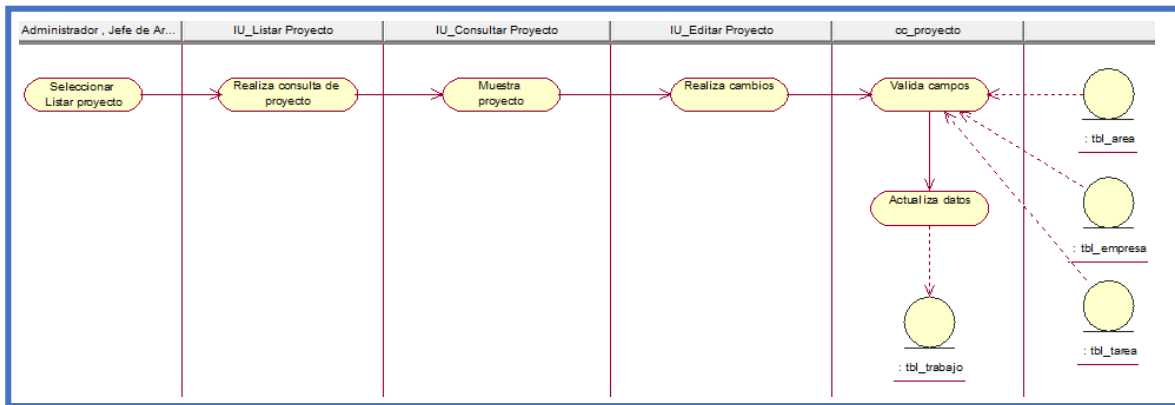 Administrador , Jefe de Ar...
IU_Listar Proyecto
IU_Consultar Proyecto
IU_Editar Proyecto
cc_proyecto
Seleccionar
Listar proyecto
Realiza consulta de
proyecto
Muestra
proyecto
Realiza cambios
Valida campos
: tbl_area
Actualiza datos
: tbl_empresa
: tbl_trabajo
: tbl_tarea